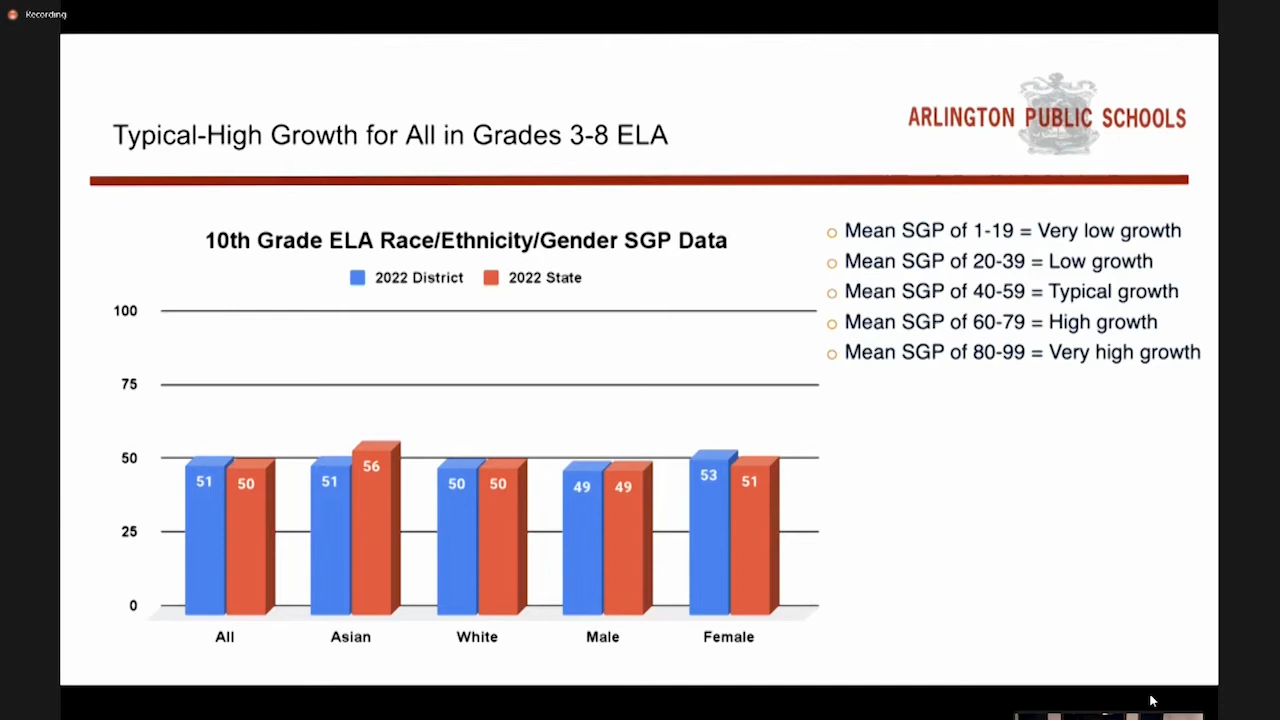 Recording
Typical-High Growth for All in Grades 3-8 ELA
ARLINGTON PUBLIC SCHOOLS
10th Grade ELA Race/Ethnicity/Gender SGP Data
2022 District 2022 State
100
75
50
25
0
51 50 51 56 50 50 49 49 53 51
All Asian White Male Female
Mean SGP of 1-19 = Very low growth
Mean SGP of 20-39 = Low growth
Mean SGP of 40-59 = Typical growth
Mean SGP of 60-79 = High growth
Mean SGP of 80-99 = Very high growth